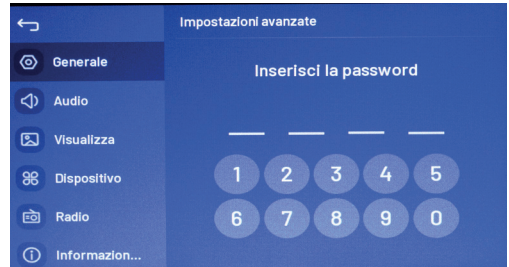 Impostazioni avanzate
Generale
Inserisci la password
Audio
Visualizza
Dispositivo
1 2 3 4 5
Radio
6 7 8 9 0
Informazion...